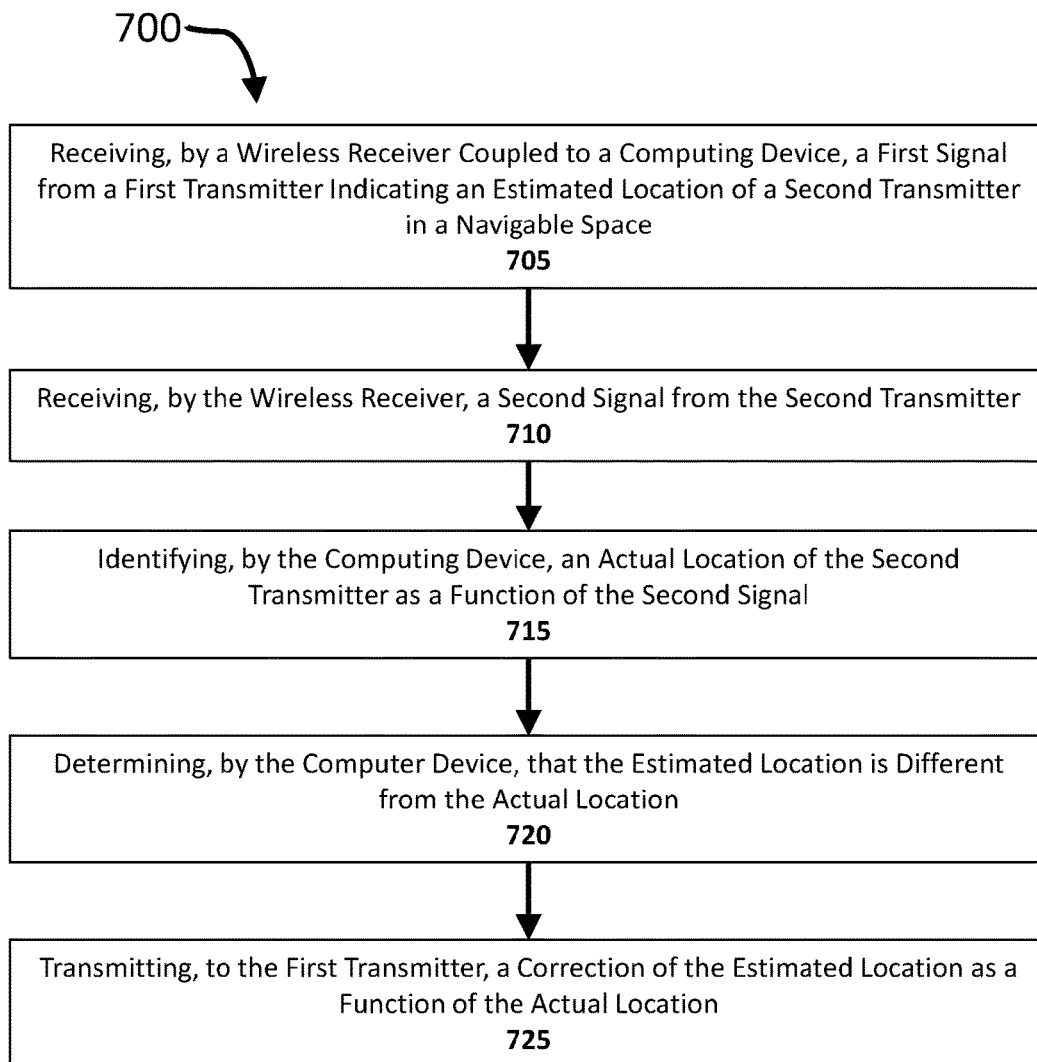 700
Receiving, by a Wireless Receiver Coupled to a Computing Device, a First Signal
from a First Transmitter Indicating an Estimated Location of a Second Transmitter
in a Navigable Space
705
Receiving, by the Wireless Receiver, a Second Signal from the Second Transmitter
710
Identifying, by the Computing Device, an Actual Location of the Second
Transmitter as a Function of the Second Signal
715
Determining, by the Computer Device, that the Estimated Location is Different
from the Actual Location
720
Transmitting, to the First Transmitter, a Correction of the Estimated Location as a
Function of the Actual Location
725